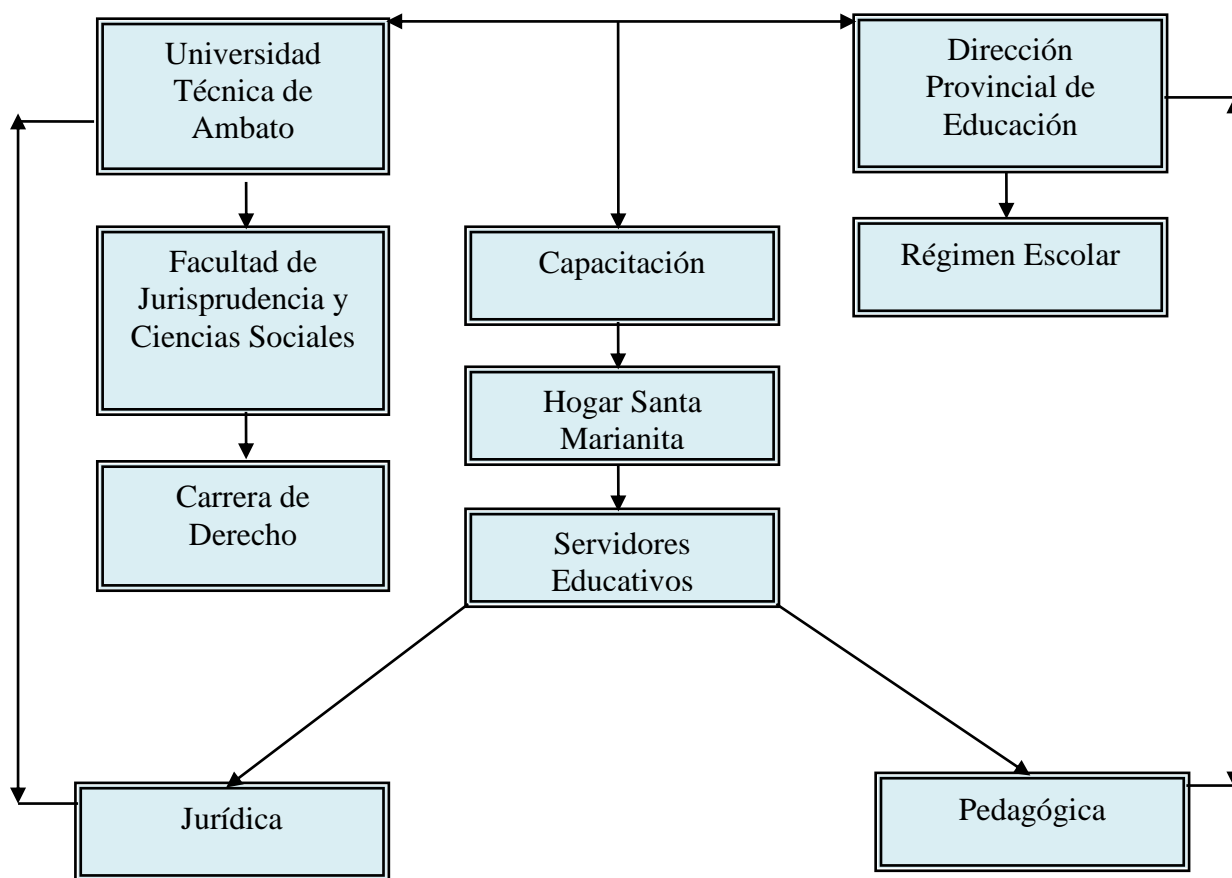 Universidad
Técnica de
Ambato
Dirección
Provincial de
Educación
Facultad de
Jurisprudencia y
Ciencias Sociales
Capacitación
Régimen Escolar
Hogar Santa
Marianita
Carrera de
Derecho
Servidores
Educativos
Jurídica
Pedagógica